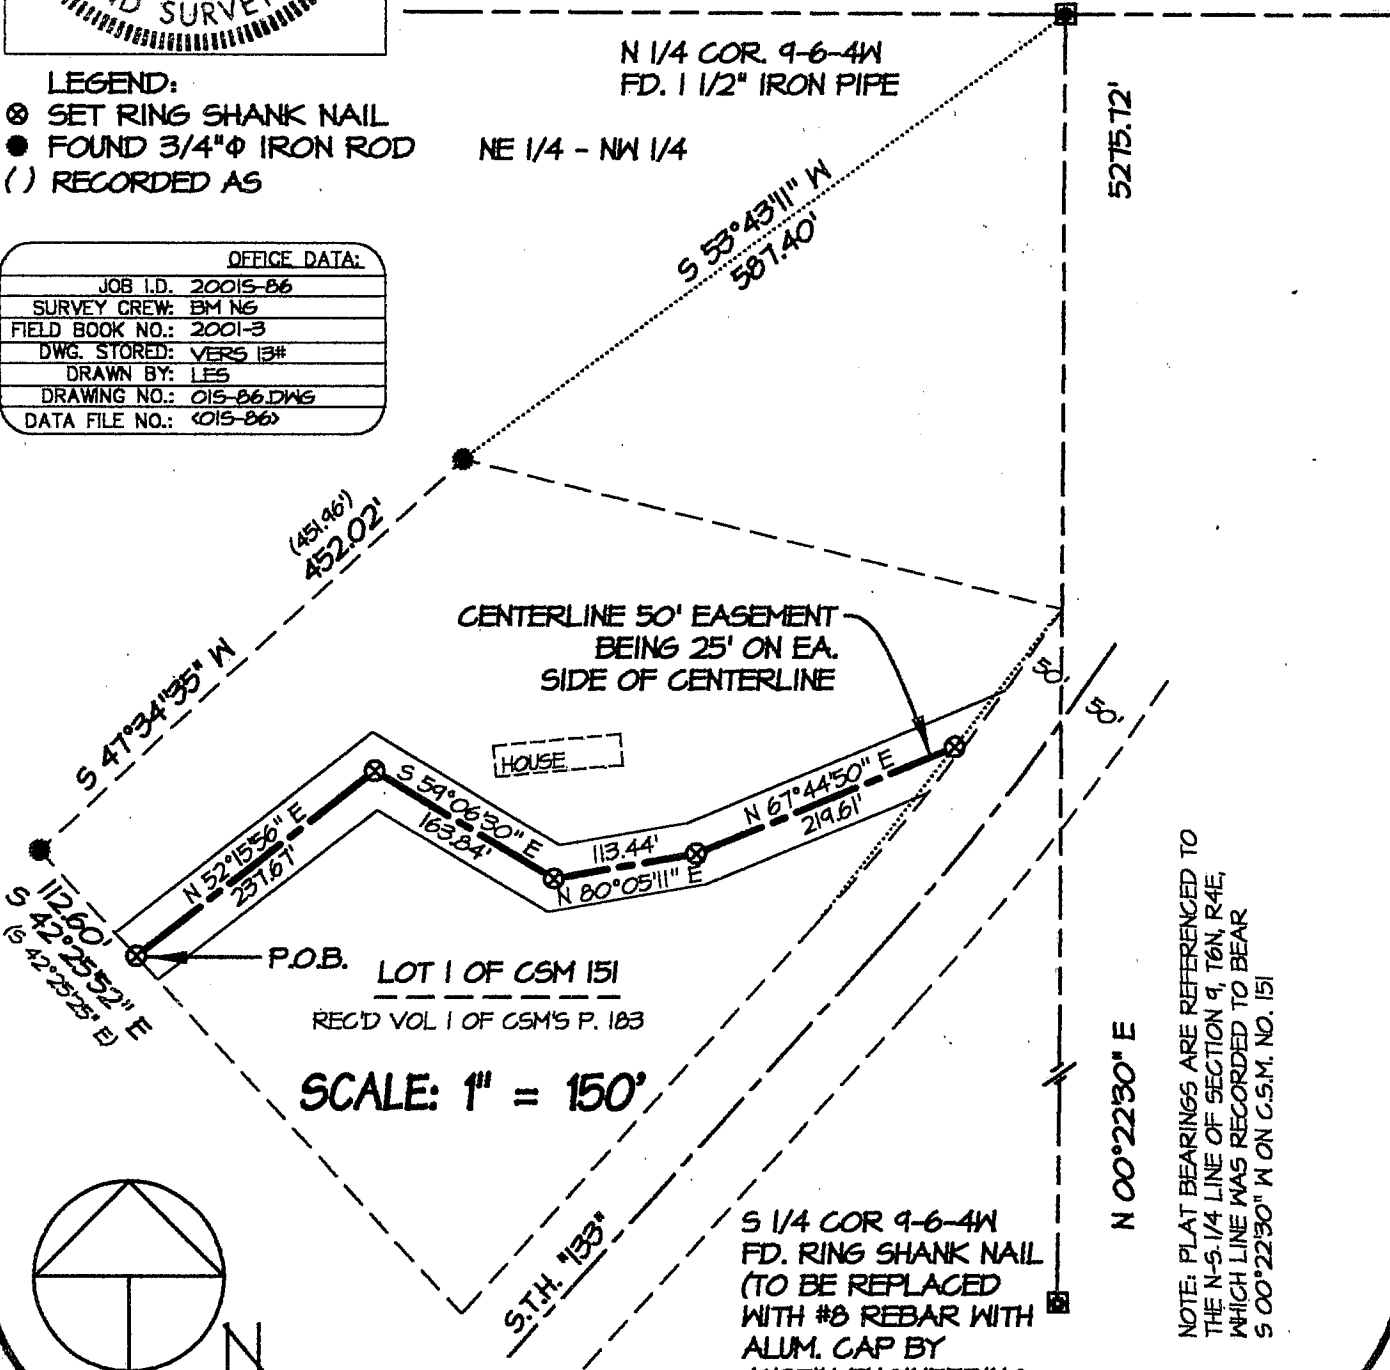 ND SURVEY
N 1/4 COR. 9-6-4W
FD. 1 1/2" IRON PIPE
LEGEND:
⊗ SET RING SHANK NAIL
● FOUND 3/4"Φ IRON ROD
( ) RECORDED AS
NE 1/4 - NW 1/4
5275.72'
S 53°43'11" W
587.40'
OFFICE DATA:
JOB I.D. 2001S-86
SURVEY CREW: BM NG
FIELD BOOK NO.: 2001-3
DWG. STORED: VERS 13#
DRAWN BY: LES
DRAWING NO.: 01S-86.DWG
DATA FILE NO.: <01S-86>
(451.96')
452.02'
S 47°34'35" W
CENTERLINE 50' EASEMENT
BEING 25' ON EA.
SIDE OF CENTERLINE
50'
50'
HOUSE
N 52°15'56" E
237.67'
S 59°06'30" E
163.84'
113.44'
N 80°05'11" E
N 67°44'50" E
219.61'
112.60'
S 42°25'52" E
(S 42°25'25" E)
P.O.B.
LOT 1 OF CSM 151
REC'D VOL 1 OF CSM'S P. 183
SCALE: 1" = 150'
S.T.H. "133"
N 00°22'30" E
NOTE: PLAT BEARINGS ARE REFERENCED TO
THE N-S 1/4 LINE OF SECTION 9, T6N, R4E,
WHICH LINE WAS RECORDED TO BEAR
S 00°22'30" W ON C.S.M. NO. 151
S 1/4 COR 9-6-4W
FD. RING SHANK NAIL
(TO BE REPLACED
WITH #8 REBAR WITH
ALUM. CAP BY
N